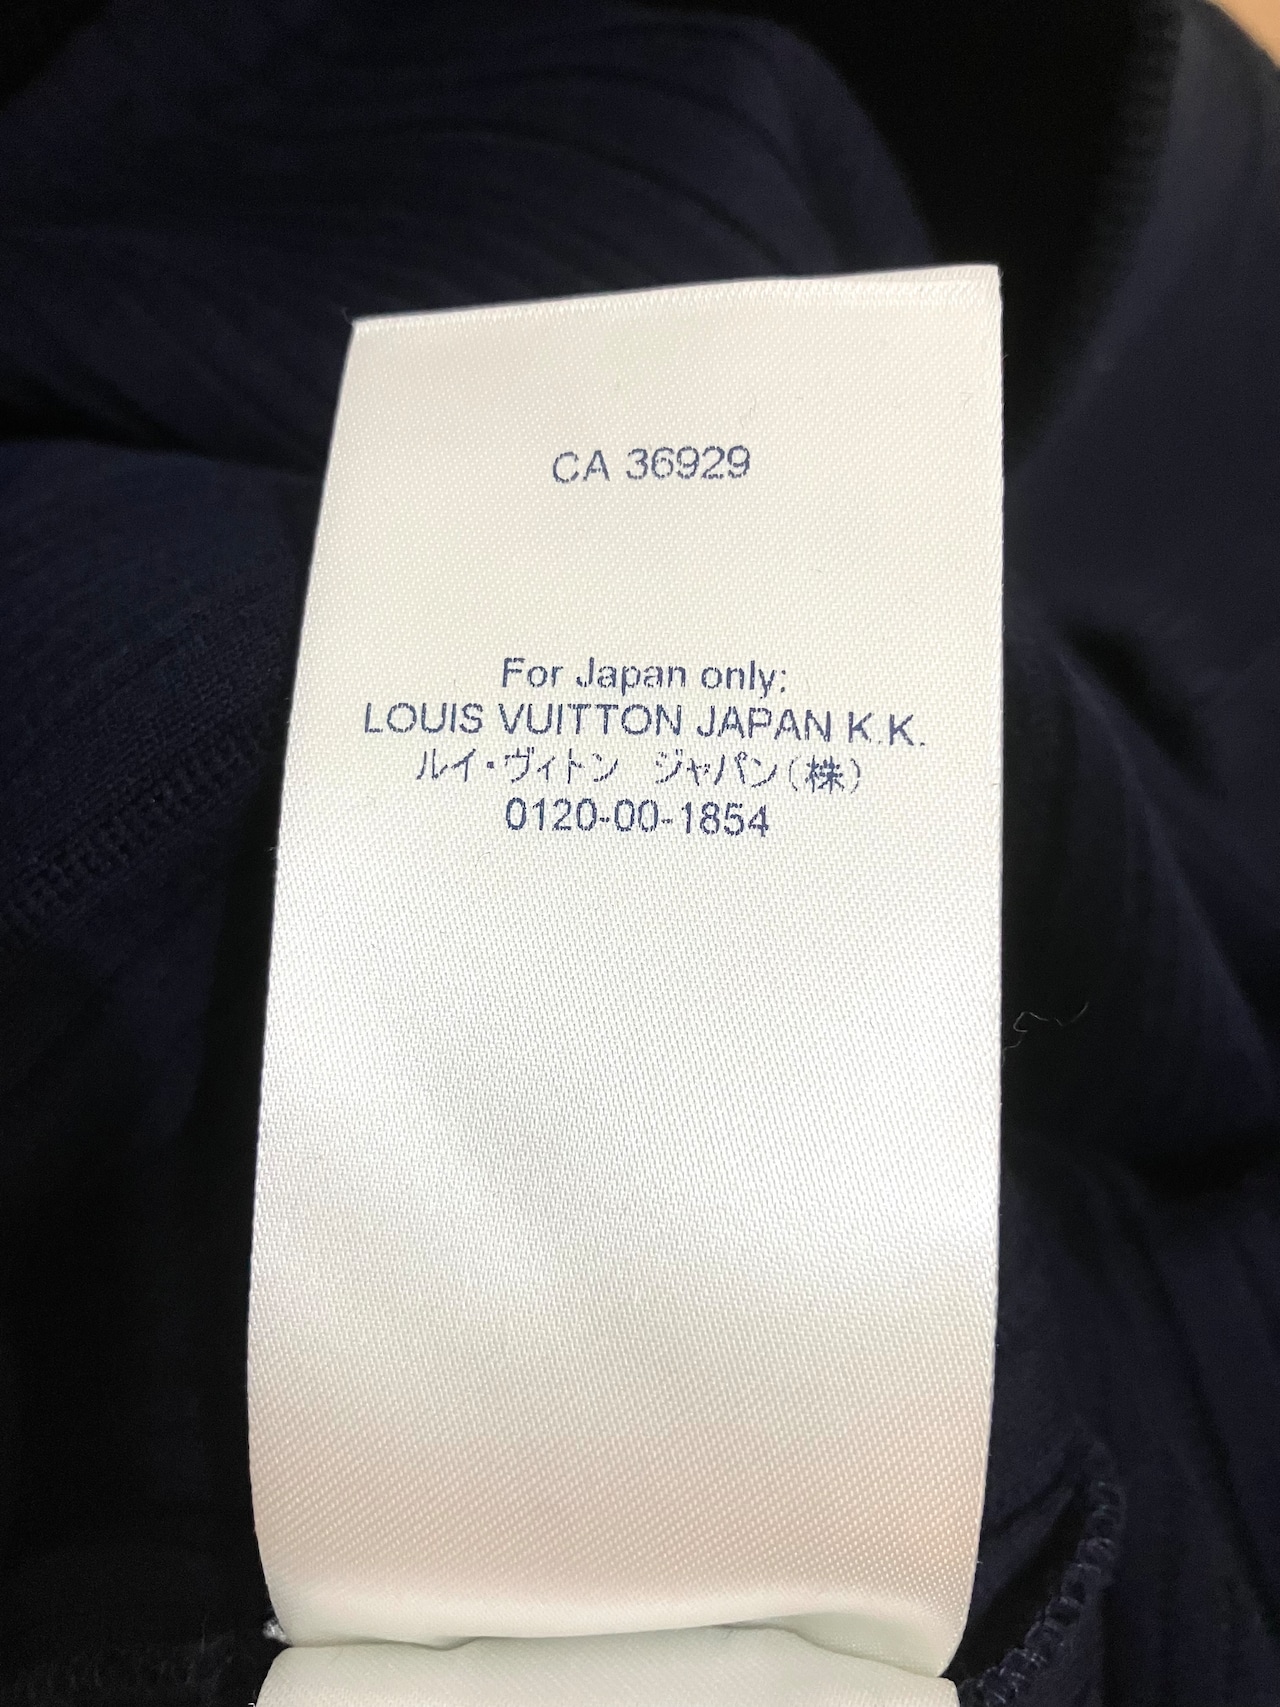 CA 36929
For Japan only:
LOUIS VUITTON JAPAN K.K.
ルイ・ヴィトン ジャパン(株)
0120-00-1854